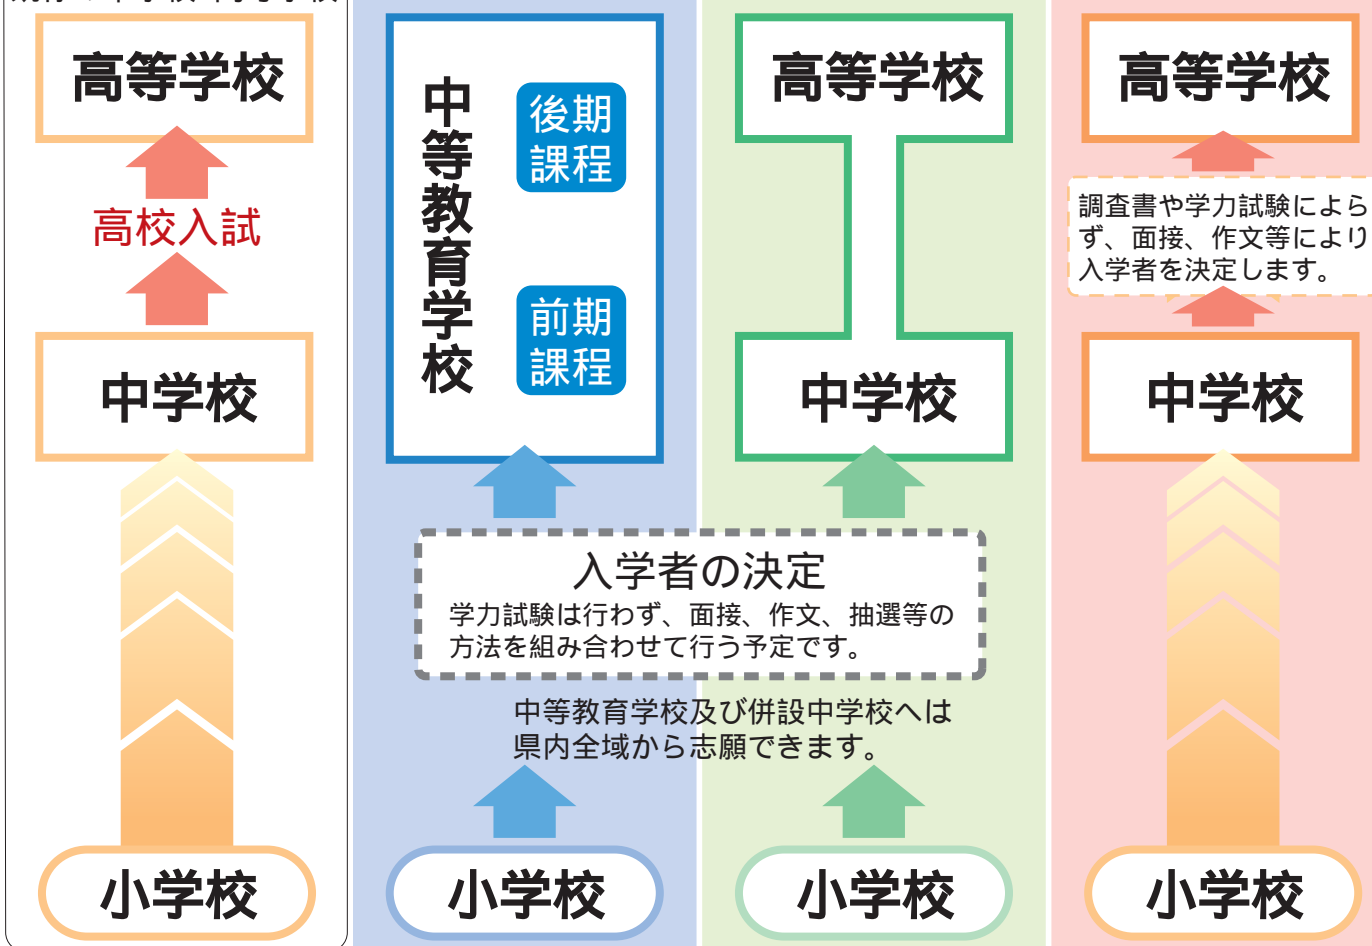 高等学校
高校入試
中学校
小学校
中等教育学校
後期
課程
前期
課程
高等学校
中学校
入学者の決定
学力試験は行わず、面接、作文、抽選等の
方法を組み合わせて行う予定です。
中等教育学校及び併設中学校へは
県内全域から志願できます。
小学校
小学校
高等学校
調査書や学力試験によら
ず、面接、作文等により
入学者を決定します。
中学校
小学校